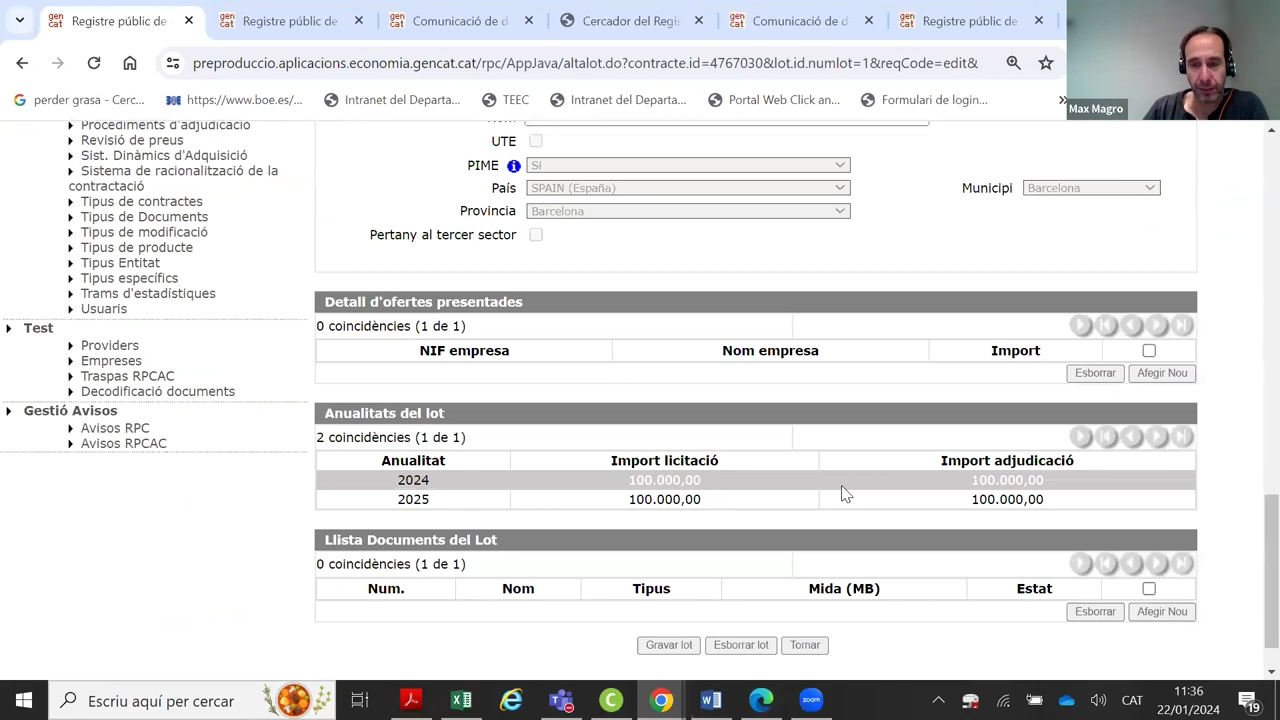 Registre públic de
Registre públic de
Comunicació de d
Cercador del Regis
Comunicació de d
Registre públic de
preproduccio.aplicacions.economia.gencat.cat/rpc/AppJava/altalot.do?contracte.id=4767030&lot.id.numlot=1&reqCode=edit&
perder grasa - Cerc...
https://www.boe.es/...
Intranet del Departa...
TEEC
Intranet del Departa...
Portal Web Click an...
Formulari de login...
Max Magro
Procediments d'adjudicació
Revisió de preus
Sist. Dinàmics d'Adquisició
Sistema de racionalització de la
contractació
Tipus de contractes
Tipus de Documents
Tipus de modificació
Tipus de producte
Tipus Entitat
Tipus específics
Trams d'estadístiques
Usuaris
Test
Providers
Empreses
Traspas RPCAC
Decodificació documents
Gestió Avisos
Avisos RPC
Avisos RPCAC
UTE
PIME Sí
País SPAIN (España) Municipi Barcelona
Provincia Barcelona
Pertany al tercer sector
Detall d'ofertes presentades
0 coincidències (1 de 1)
NIF empresa Nom empresa Import
Esborrar Afegir Nou
Anualitats del lot
2 coincidències (1 de 1)
Anualitat Import licitació Import adjudicació
2024 100.000,00 100.000,00
2025 100.000,00 100.000,00
Llista Documents del Lot
0 coincidències (1 de 1)
Num. Nom Tipus Mida (MB) Estat
Esborrar Afegir Nou
Gravar lot Esborrar lot Tornar
Escriu aquí per cercar
CAT
11:36
22/01/2024
19